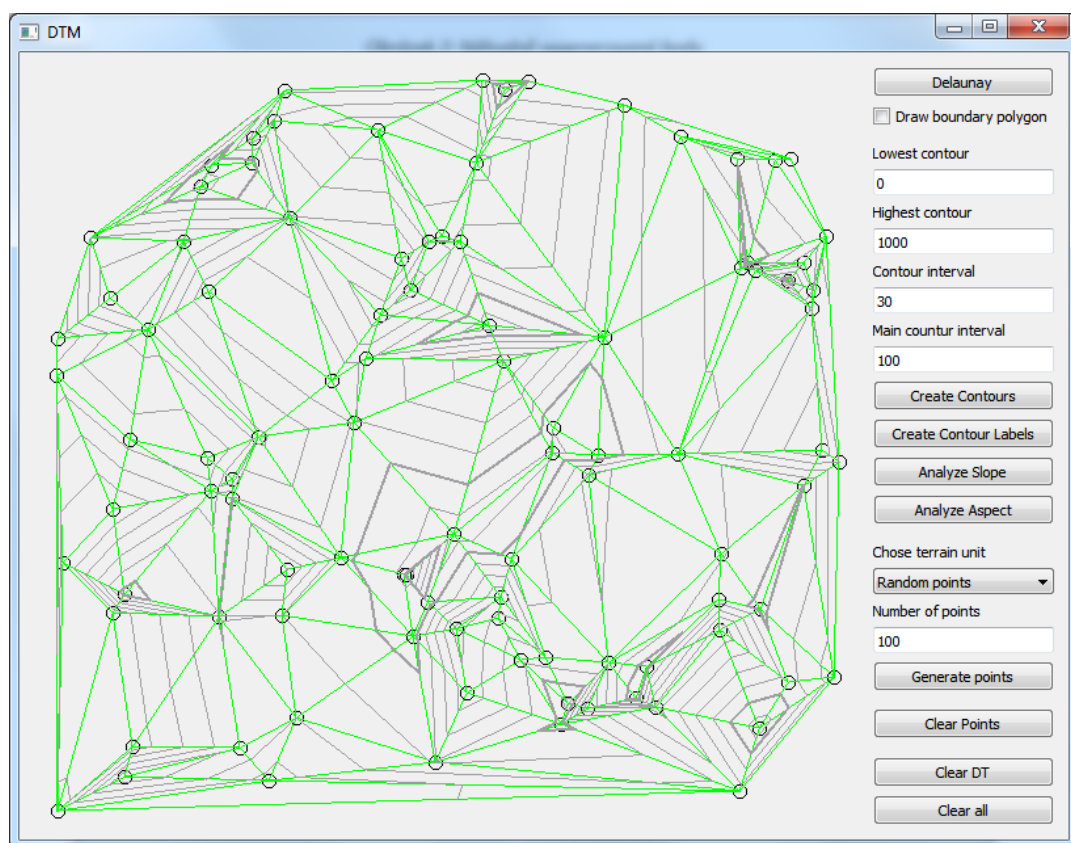 DTM
Delaunay
Draw boundary polygon
Lowest contour
0
Highest contour
1000
Contour interval
30
Main countur interval
100
Create Contours
Create Contour Labels
Analyze Slope
Analyze Aspect
Chose terrain unit
Random points
Number of points
100
Generate points
Clear Points
Clear DT
Clear all